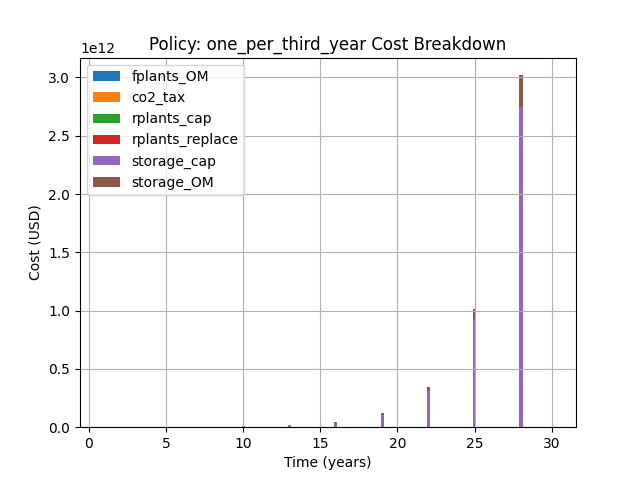 Policy: one_per_third_year Cost Breakdown
1e12
fplants_OM
co2_tax
rplants_cap
rplants_replace
storage_cap
storage_OM
3.0
2.5
2.0
1.5
1.0
0.5
0.0
Cost (USD)
0 5 10 15 20 25 30
Time (years)